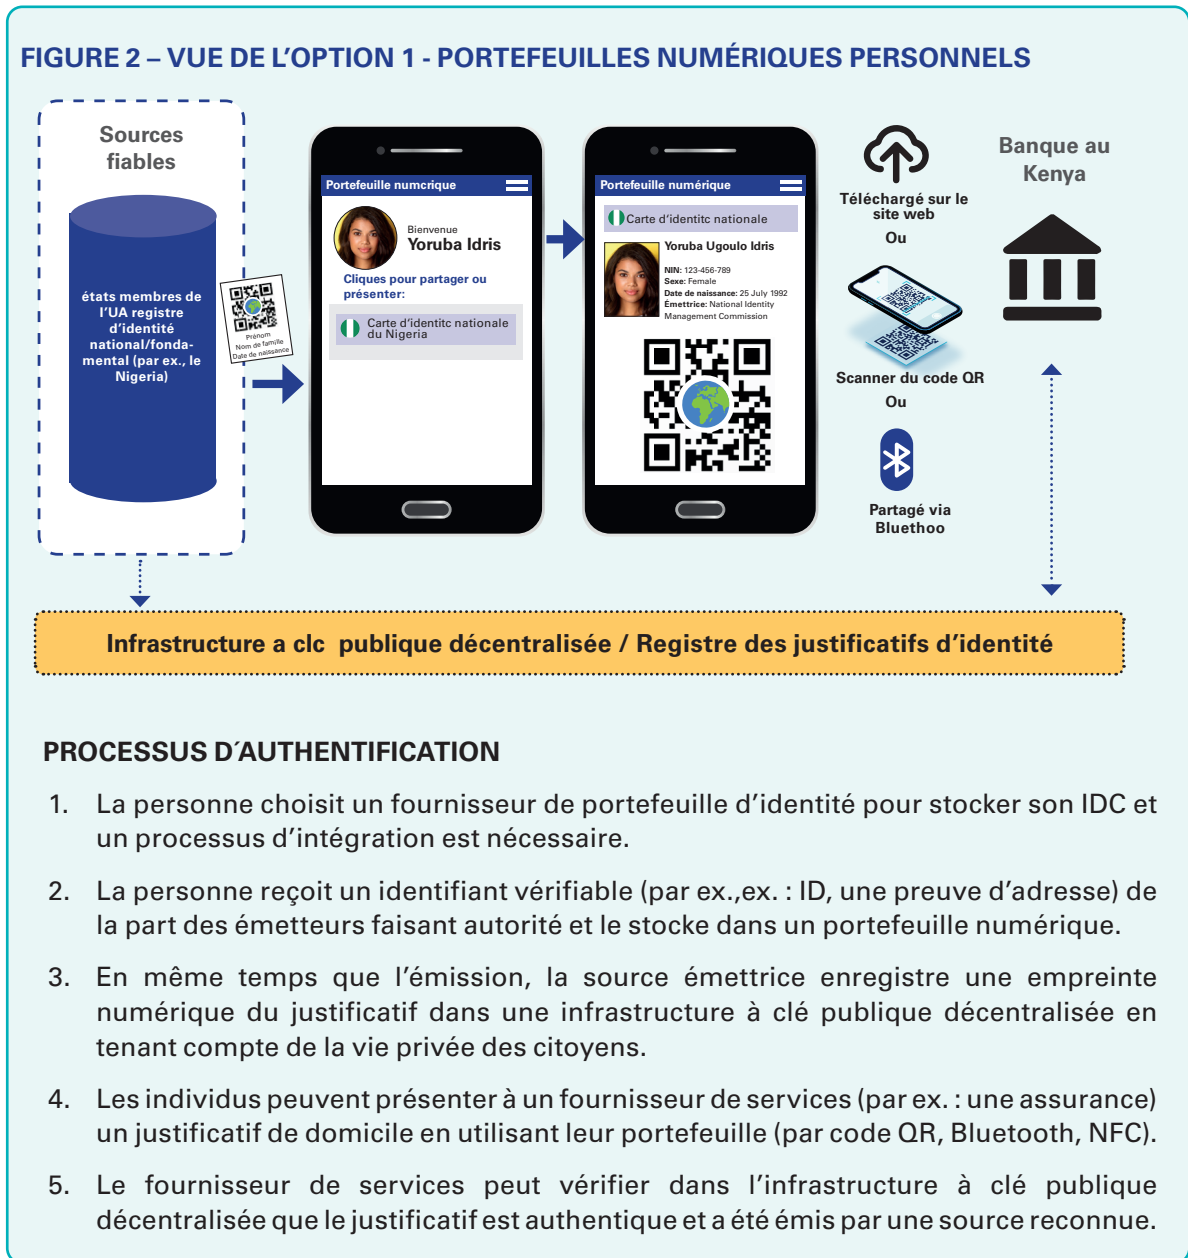 FIGURE 2 – VUE DE L’OPTION 1 - PORTEFEUILLES NUMÉRIQUES PERSONNELS
Sources
fiables
états membres de
l’UA registre
d’identité
national/fonda-
mental (par ex., le
Nigeria)
Prénom
Nom de famille
Date de naissance
Portefeuille numcrique
Bienvenue
Yoruba Idris
Cliques pour partager ou
présenter:
Carte d’identitc nationale
du Nigeria
Portefeuille numérique
Carte d’identitc nationale
Yoruba Ugoulo Idris
NIN: 123-456-789
Sexe: Female
Date de naissance: 25 July 1992
Émettrice: National Identity
Management Commission
Téléchargé sur le
site web
Ou
Scanner du code QR
Ou
Partagé via
Bluethoo
Banque au
Kenya
Infrastructure a clc publique décentralisée / Registre des justificatifs d’identité
PROCESSUS D´AUTHENTIFICATION
1. La personne choisit un fournisseur de portefeuille d’identité pour stocker son IDC et
un processus d’intégration est nécessaire.
2. La personne reçoit un identifiant vérifiable (par ex.,ex. : ID, une preuve d’adresse) de
la part des émetteurs faisant autorité et le stocke dans un portefeuille numérique.
3. En même temps que l’émission, la source émettrice enregistre une empreinte
numérique du justificatif dans une infrastructure à clé publique décentralisée en
tenant compte de la vie privée des citoyens.
4. Les individus peuvent présenter à un fournisseur de services (par ex. : une assurance)
un justificatif de domicile en utilisant leur portefeuille (par code QR, Bluetooth, NFC).
5. Le fournisseur de services peut vérifier dans l’infrastructure à clé publique
décentralisée que le justificatif est authentique et a été émis par une source reconnue.